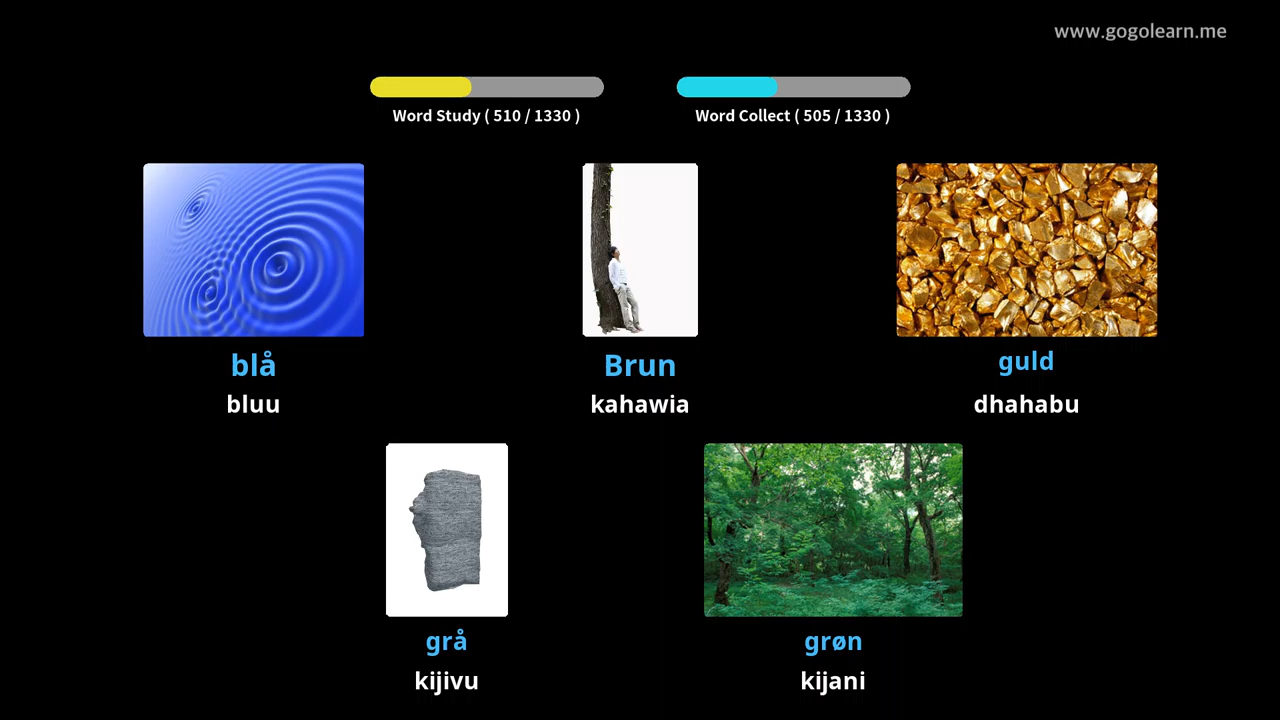 www.gogolearn.me
Word Study ( 510 / 1330 )
Word Collect ( 505 / 1330 )
blå
bluu
Brun
kahawia
guld
dhahabu
grå
kijivu
grøn
kijani